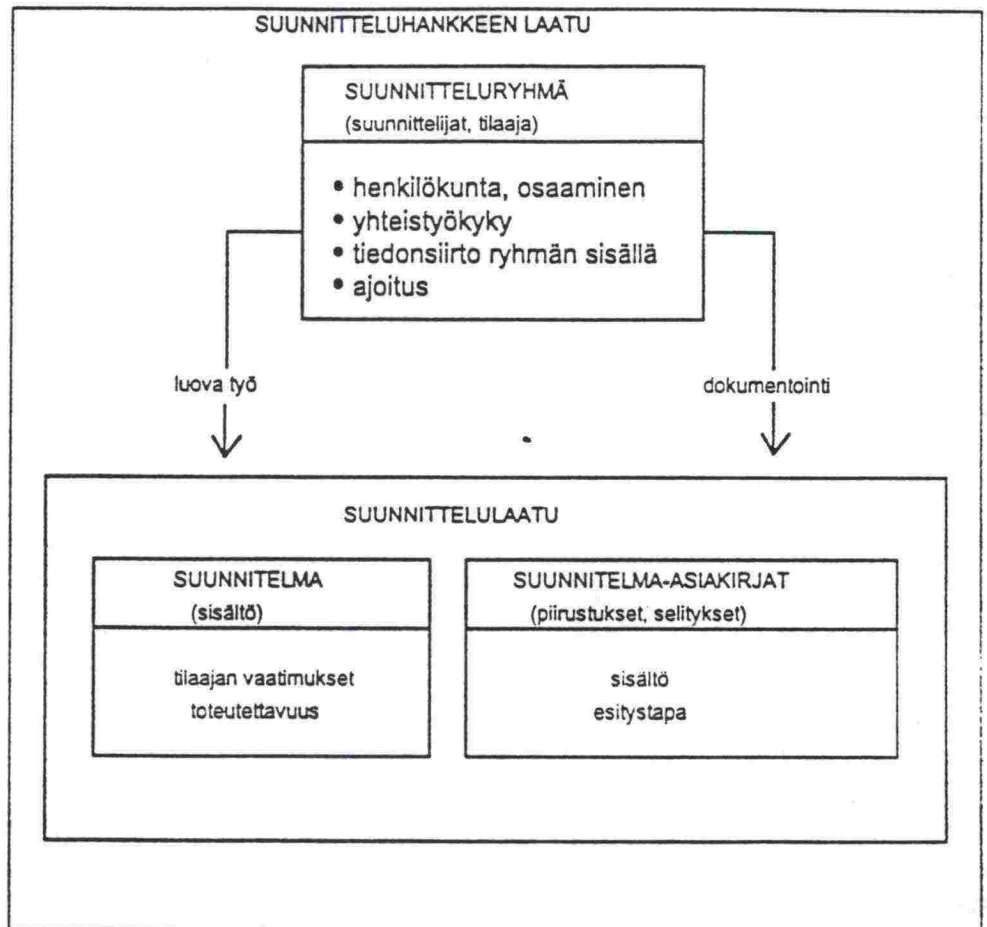 SUUNNITTELUHANKKEEN LAATU
SUUNNITTELURYHMÄ
(suunnittelijat, tilaaja)
• henkilökunta, osaaminen
• yhteistyökyky
• tiedonsiirto ryhmän sisällä
• ajoitus
luova työ
dokumentointi
SUUNNITTELULAATU
SUUNNITELMA
(sisältö)
tilaajan vaatimukset
toteutettavuus
SUUNNITELMA-ASIAKIRJAT
(piirustukset, selitykset)
sisältö
esitystapa